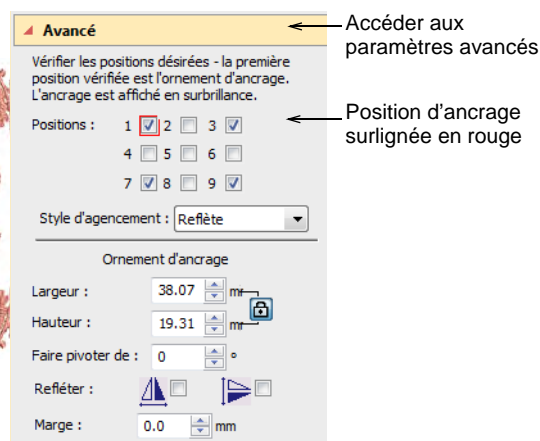 Avancé
Accéder aux
paramètres avancés
Vérifier les positions désirées - la première
position vérifiée est l'ornement d'ancrage.
L'ancrage est affiché en surbrillance.
Position d'ancrage
surlignée en rouge
Positions : 1 2 3
4 5 6
7 8 9
Style d'agencement : Reflète
Ornement d'ancrage
Largeur : 38.07
Hauteur : 19.31
Faire pivoter de : 0 °
Refléter :
Marge : 0.0 mm